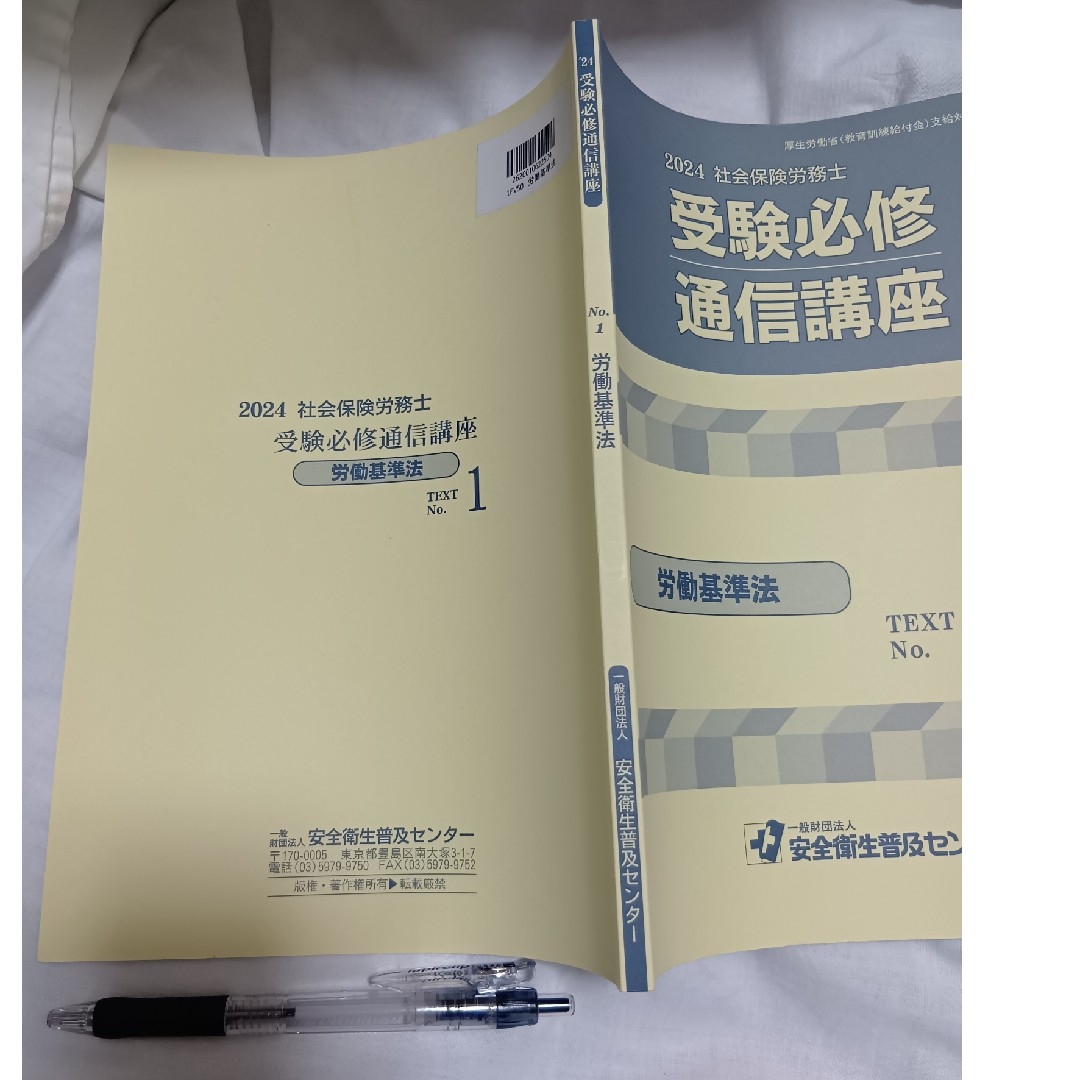 2024 社会保険労務士
受験必修通信講座
労働基準法
TEXT
No. 1
一般
財団法人 安全衛生普及センター
〒170-0005 東京都豊島区南大塚3-1-7
電話(03)5979-9750 FAX(03)5979-9752
版権・著作権所有▶転載厳禁
労働基準法
'24 受験必修通信講座
No.
1
労働基準法
一般財団法人 安全衛生普及センター
厚生労働省(教育訓練給付金)支給対
2024 社会保険労務士
受験必修
通信講座
労働基準法
TEXT
No.
一般財団法人
安全衛生普及セン